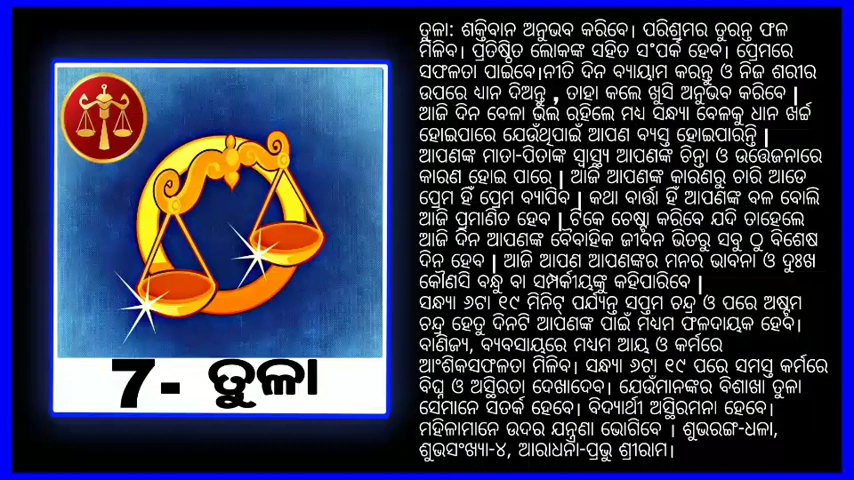 7- ତୁଳା
ତୁଳା: ଶକ୍ତିବାନ ଅନୁଭବ କରିବେ। ପରିଶ୍ରମର ତୁରନ୍ତ ଫଳ
ମିଳିବ। ପ୍ରତିଷ୍ଠିତ ଲୋକଙ୍କ ସହିତ ସଂପର୍କ ହେବ। ପ୍ରେମରେ
ସଫଳତା ପାଇବେ।ନୀତି ଦିନ ବ୍ୟାୟାମ କରନ୍ତୁ ଓ ନିଜ ଶରୀର
ଉପରେ ଧ୍ୟାନ ଦିଅନ୍ତୁ , ତାହା କଲେ ଖୁସି ଅନୁଭବ କରିବେ |
ଆଜି ଦିନ ବେଳା ଭଲ ରହିଲେ ମଧ୍ୟ ସନ୍ଧ୍ୟା ବେଳକୁ ଧାନ ଖର୍ଚ୍ଚ
ହୋଇପାରେ ଯେଉଁଥିପାଇଁ ଆପଣ ବ୍ୟସ୍ତ ହୋଇପାରନ୍ତି |
ଆପଣଙ୍କ ମାତା-ପିତାଙ୍କ ସ୍ୱାସ୍ଥ୍ୟ ଆପଣଙ୍କ ଚିନ୍ତା ଓ ଉତ୍ତେଜନାରେ
କାରଣ ହୋଇ ପାରେ | ଆଜି ଆପଣଙ୍କ କାରଣରୁ ଚାରି ଆଡେ
ପ୍ରେମ ହିଁ ପ୍ରେମ ବ୍ୟାପିବ | କଥା ବାର୍ତ୍ତା ହିଁ ଆପଣଙ୍କ ବଳ ବୋଲି
ଆଜି ପ୍ରମାଣିତ ହେବ | ଟିକେ ଚେଷ୍ଟା କରିବେ ଯଦି ତାହେଲେ
ଆଜି ଦିନ ଆପଣଙ୍କ ବୈବାହିକ ଜୀବନ ଭିତରୁ ସବୁ ଠୁ ବିଶେଷ
ଦିନ ହେବ | ଆଜି ଆପଣ ଆପଣଙ୍କର ମନର ଭାବନା ଓ ଦୁଃଖ
କୌଣସି ବନ୍ଧୁ ବା ସମ୍ପର୍କୀୟଙ୍କୁ କହିପାରିବେ |
ସନ୍ଧ୍ୟା ୬ଟା ୧୯ ମିନିଟ୍ ପର୍ଯ୍ୟନ୍ତ ସପ୍ତମ ଚନ୍ଦ୍ର ଓ ପରେ ଅଷ୍ଟମ
ଚନ୍ଦ୍ର ହେତୁ ଦିନଟି ଆପଣଙ୍କ ପାଇଁ ମଧ୍ୟମ ଫଳଦାୟକ ହେବ।
ବାଣିଜ୍ୟ, ବ୍ୟବସାୟରେ ମଧ୍ୟମ ଆୟ ଓ କର୍ମରେ
ଆଂଶିକସଫଳତା ମିଳିବ। ସନ୍ଧ୍ୟା ୬ଟା ୧୯ ପରେ ସମସ୍ତ କର୍ମରେ
ବିଘ୍ନ ଓ ଅସ୍ଥିରତା ଦେଖାଦେବ। ଯେଉଁମାନଙ୍କର ବିଶାଖା ତୁଳା
ସେମାନେ ସତର୍କ ହେବେ। ବିଦ୍ୟାର୍ଥୀ ଅସ୍ଥିରମନା ହେବେ।
ମହିଳାମାନେ ଉଦର ଯନ୍ତ୍ରଣା ଭୋଗିବେ | ଶୁଭରଙ୍ଗ-ଧଳା,
ଶୁଭସଂଖ୍ୟା-୪, ଆରାଧନା-ପ୍ରଭୁ ଶ୍ରୀରାମ।